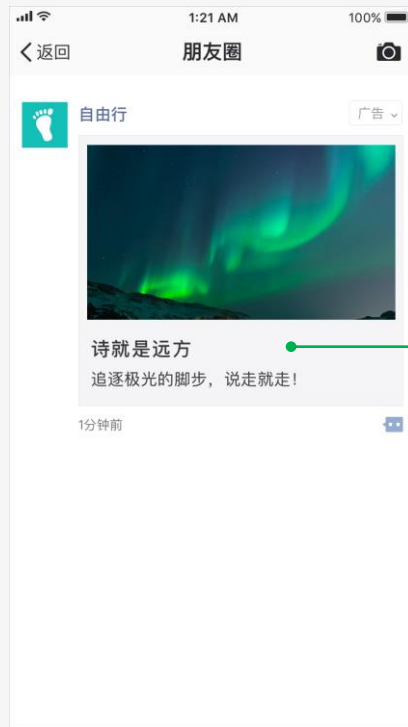 1:21 AM
100%
返回
朋友圈
自由行
广告
诗就是远方
追逐极光的脚步，说走就走！
1分钟前